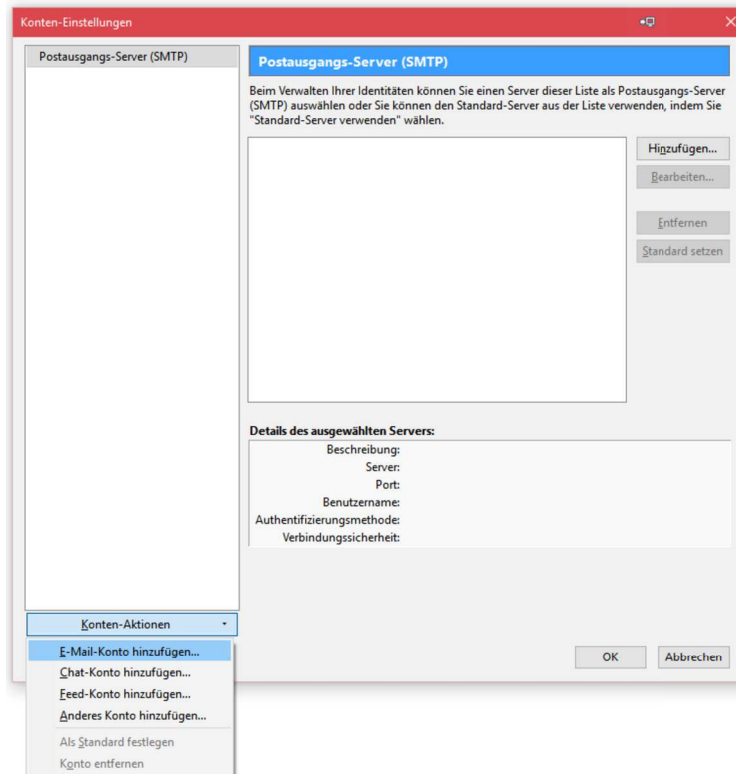 Konten-Einstellungen
Postausgangs-Server (SMTP)
Postausgangs-Server (SMTP)
Beim Verwalten Ihrer Identitäten können Sie einen Server dieser Liste als Postausgangs-Server
(SMTP) auswählen oder Sie können den Standard-Server aus der Liste verwenden, indem Sie
"Standard-Server verwenden" wählen.
Hinzufügen...
Bearbeiten...
Entfernen
Standard setzen
Details des ausgewählten Servers:
Beschreibung:
Server:
Port:
Benutzername:
Authentifizierungsmethode:
Verbindungssicherheit:
Konten-Aktionen
E-Mail-Konto hinzufügen...
Chat-Konto hinzufügen...
Feed-Konto hinzufügen...
Anderes Konto hinzufügen...
Als Standard festlegen
Konto entfernen
OK
Abbrechen